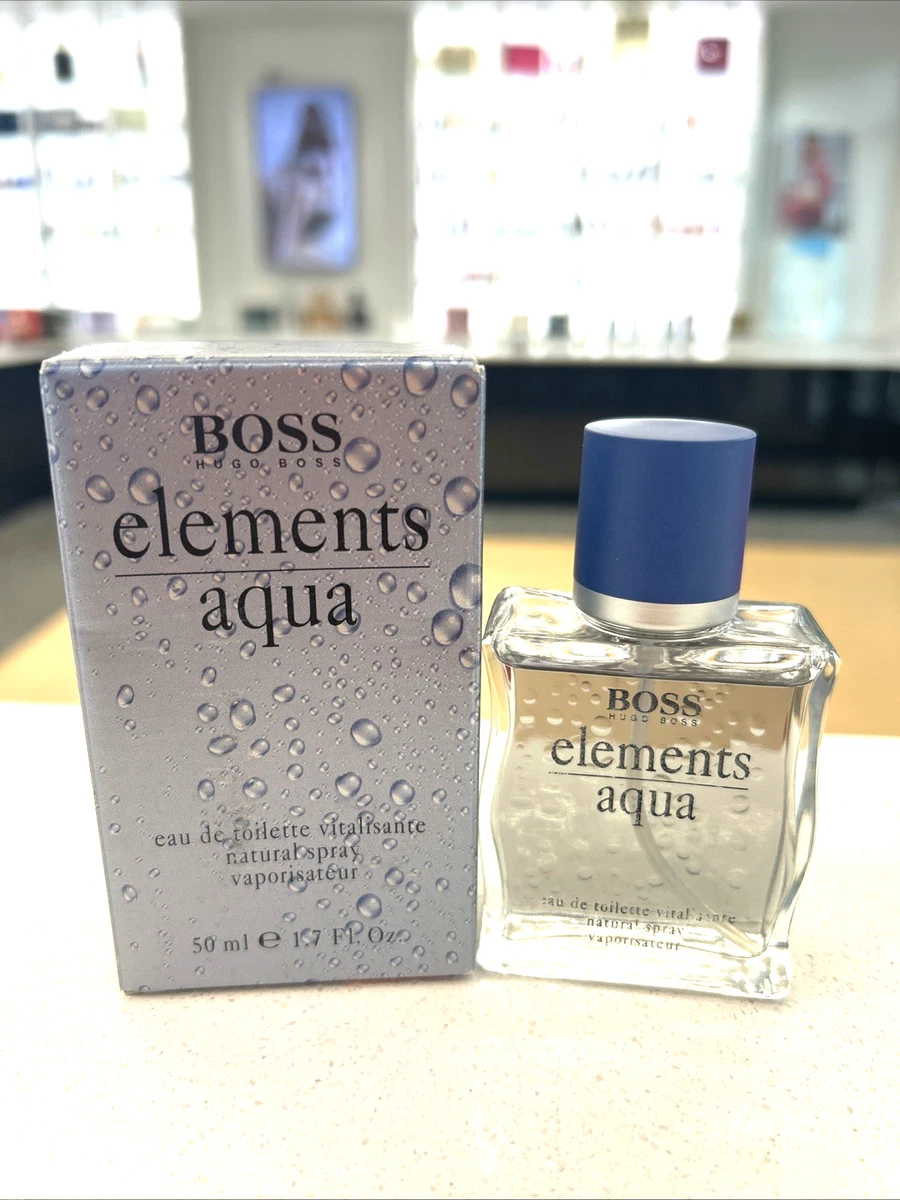 BOSS
HUGO BOSS
elements
aqua
eau de toilette vitalisante
natural spray
vaporisateur
50 ml e 1.7 Fl. Oz.
BOSS
HUGO BOSS
elements
aqua
eau de toilette vitalisante
natural spray
vaporisateur